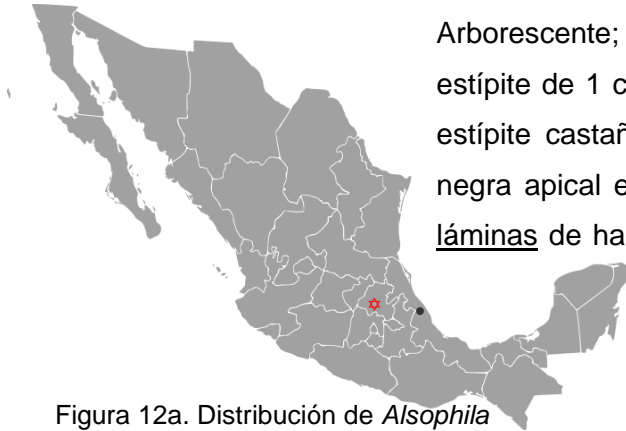 Arborescente;
estípite de 1 c
estípite castañ
negra apical e
láminas de ha
Figura 12a. Distribución de Alsophila